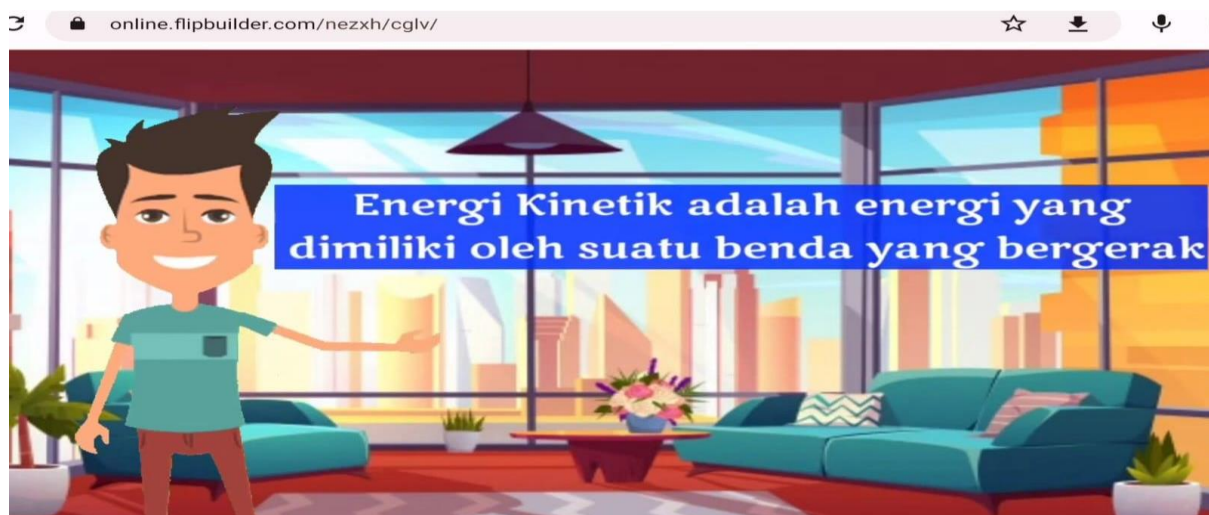 online.flipbuilder.com/nezxh/cglv/
Energi Kinetik adalah energi yang
dimiliki oleh suatu benda yang bergerak